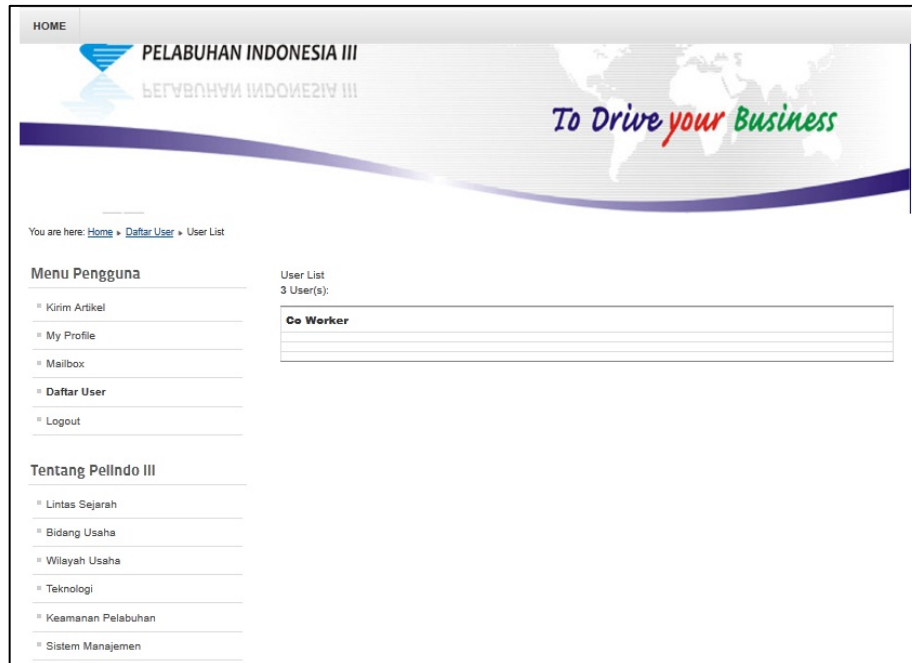 HOME
PELABUHAN INDONESIA III
PELABUHAN INDONESIA III
To Drive your Business
You are here: Home » Daftar User » User List
Menu Pengguna
Kirim Artikel
My Profile
Mailbox
Daftar User
Logout
Tentang Pelindo III
Lintas Sejarah
Bidang Usaha
Wilayah Usaha
Teknologi
Keamanan Pelabuhan
Sistem Manajemen
User List
3 User(s):
Co Worker